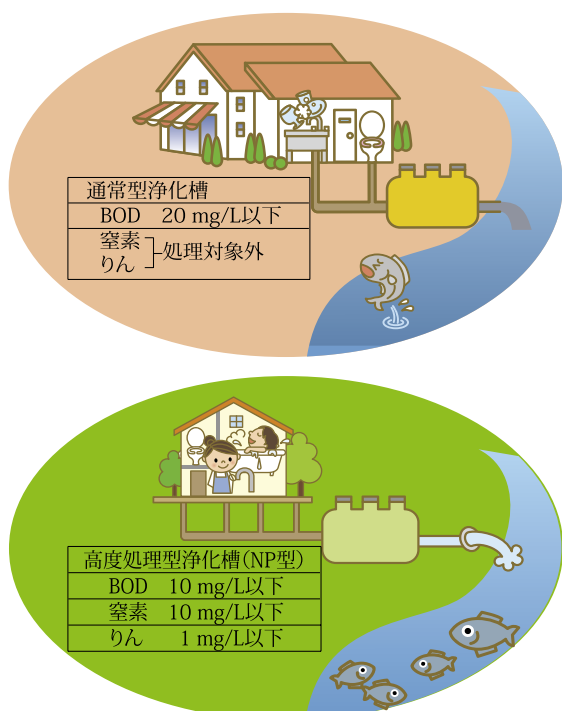 通常型浄化槽
BOD 20 mg/L以下
窒素
りん
処理対象外
高度処理型浄化槽(NP型)
BOD 10 mg/L以下
窒素 10 mg/L以下
りん 1 mg/L以下